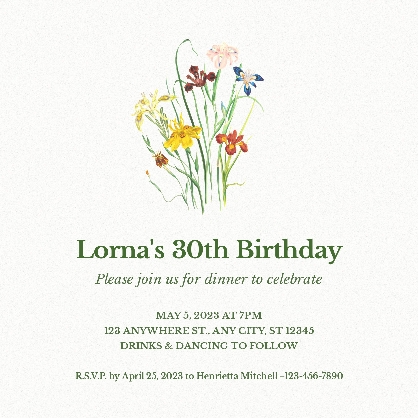 Lorna's 30th Birthday
Please join us for dinner to celebrate
MAY 5, 2023 AT 7PM
123 ANYWHERE ST., ANY CITY, ST 12345
DRINKS & DANCING TO FOLLOW
R.S.V.P. by April 25, 2023 to Henrietta Mitchell -123-456-7890